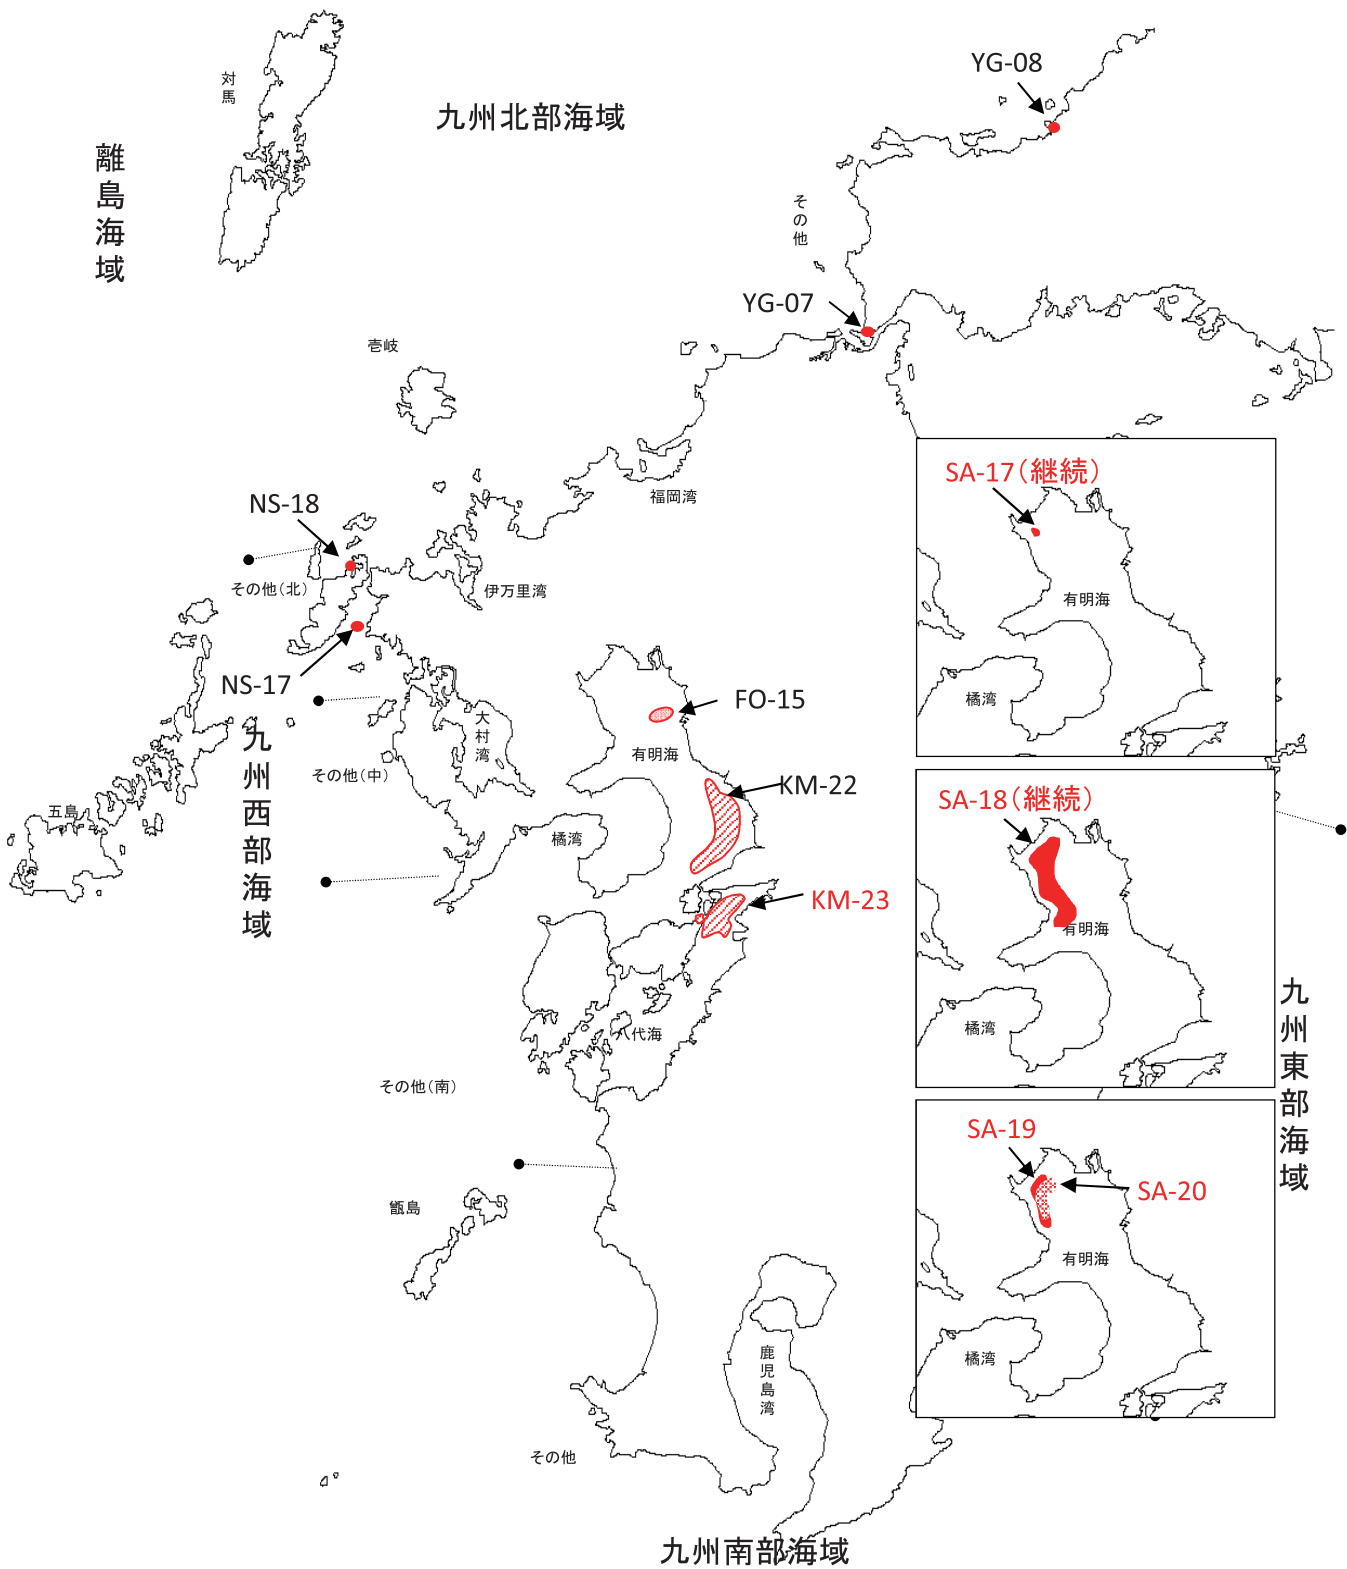 YG-08
対馬
九州北部海域
離島海域
その他
YG-07
壱岐
SA-17（継続）
福岡湾
NS-18
その他（北）
伊万里湾
有明海
NS-17
FO-15
橘湾
大村湾
九州西部海域
有明海
その他（中）
KM-22
SA-18（継続）
五島
橘湾
KM-23
有明海
九州東部海域
橘湾
八代海
その他（南）
SA-19
SA-20
甑島
有明海
橘湾
鹿児島湾
その他
九州南部海域